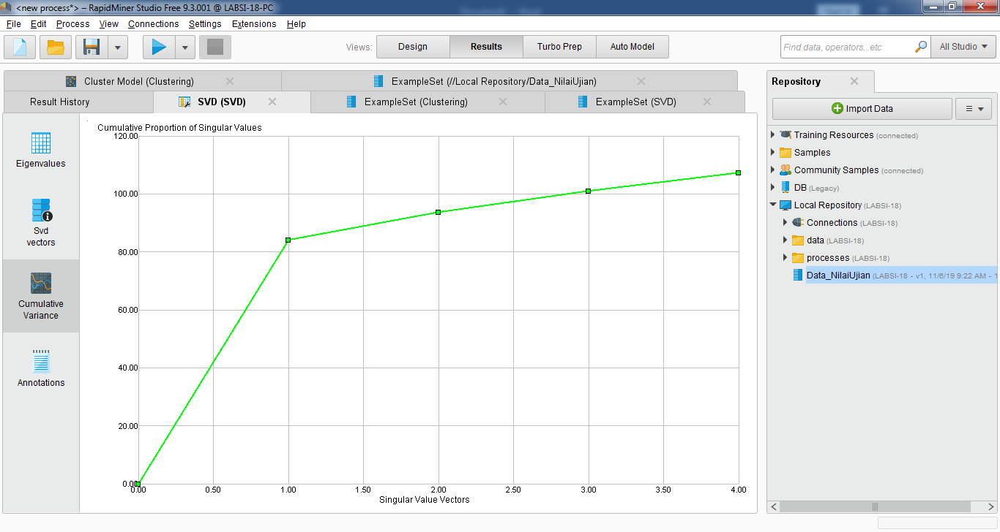 <new process*> – RapidMiner Studio Free 9.3.001 @ LABSI-18-PC
File Edit Process View Connections Settings Extensions Help
Views: Design Results Turbo Prep Auto Model Find data, operators...etc All Studio
Cluster Model (Clustering) ExampleSet (//Local Repository/Data_NilaiUjian)
Result History SVD (SVD) ExampleSet (Clustering) ExampleSet (SVD)
Eigenvalues
Svd
vectors
Cumulative
Variance
Annotations
Cumulative Proportion of Singular Values
120.00
100.00
80.00
60.00
40.00
20.00
0.00
0.00 0.50 1.00 1.50 2.00 2.50 3.00 3.50 4.00
Singular Value Vectors
Repository
Import Data
Training Resources (connected)
Samples
Community Samples (connected)
DB (Legacy)
Local Repository (LABSI-18)
Connections (LABSI-18)
data (LABSI-18)
processes (LABSI-18)
Data_NilaiUjian (LABSI-18 - v1, 11/6/19 9:22 AM - 1